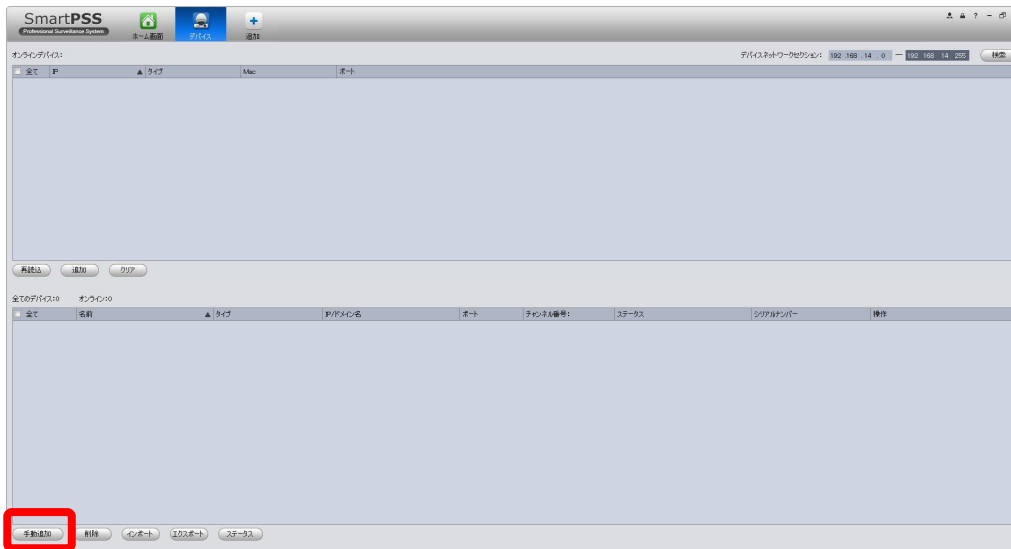 SmartPSS
Professional Surveillance System
ホーム画面 デバイス 追加
? -
オンラインデバイス: デバイスネットワークセクション: 192 .168 . 14 . 0 — 192 168 14 255 検索
全て IP ▲ タイプ Mac ポート
再読込 追加 クリア
全てのデバイス:0 オンライン:0
全て 名前 ▲ タイプ IP/ドメイン名 ポート チャンネル番号: ステータス シリアルナンバー 操作
手動追加 削除 インポート エクスポート ステータス